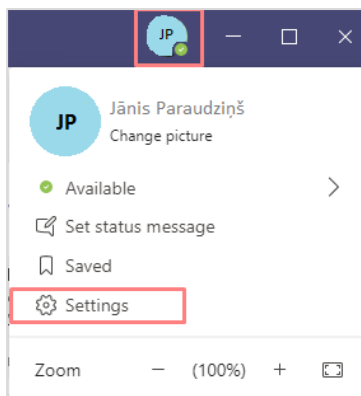 JP
JP
Jānis Paraudziņš
Change picture
Available
Set status message
Saved
Settings
Zoom — (100%) +